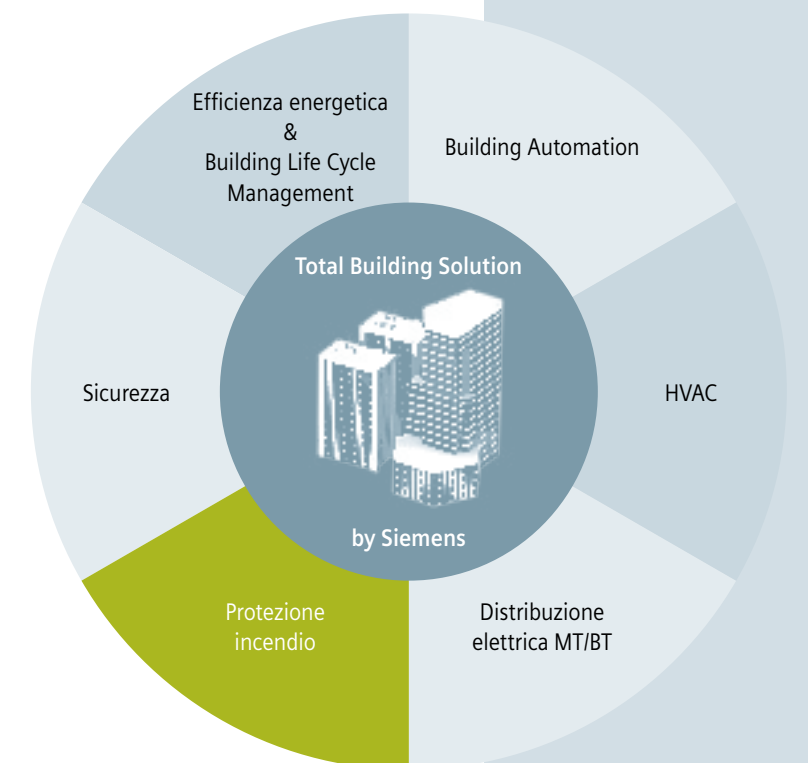 Efficienza energetica
&
Building Life Cycle
Management
Building Automation
Total Building Solution
Sicurezza
HVAC
by Siemens
Protezione
incendio
Distribuzione
elettrica MT/BT